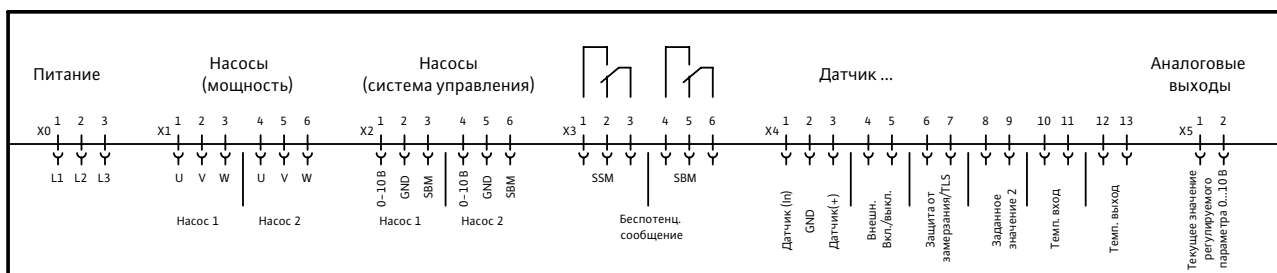 Питание
Насосы
(мощность)
Насосы
(система управления)
Датчик ...
Аналоговые
выходы
X0 1 2 3
X1 1 2 3 4 5 6
X2 1 2 3 4 5 6
X3 1 2 3 4 5 6
X4 1 2 3 4 5 6 7 8 9 10 11 12 13
X5 1 2
L1 L2 L3
U V W U V W
0–10 В
GND
SBM
0–10 В
GND
SBM
SSM
SBM
Насос 1
Насос 2
Насос 1
Насос 2
Беспотенц.
сообщение
Датчик (In)
GND
Датчик(+)
Внешн.
Вкл./выкл.
Защита от
замерзания/TLS
Заданное
значение 2
Темп. вход
Темп. выход
Текущее значение
регулируемого
параметра 0...10 В